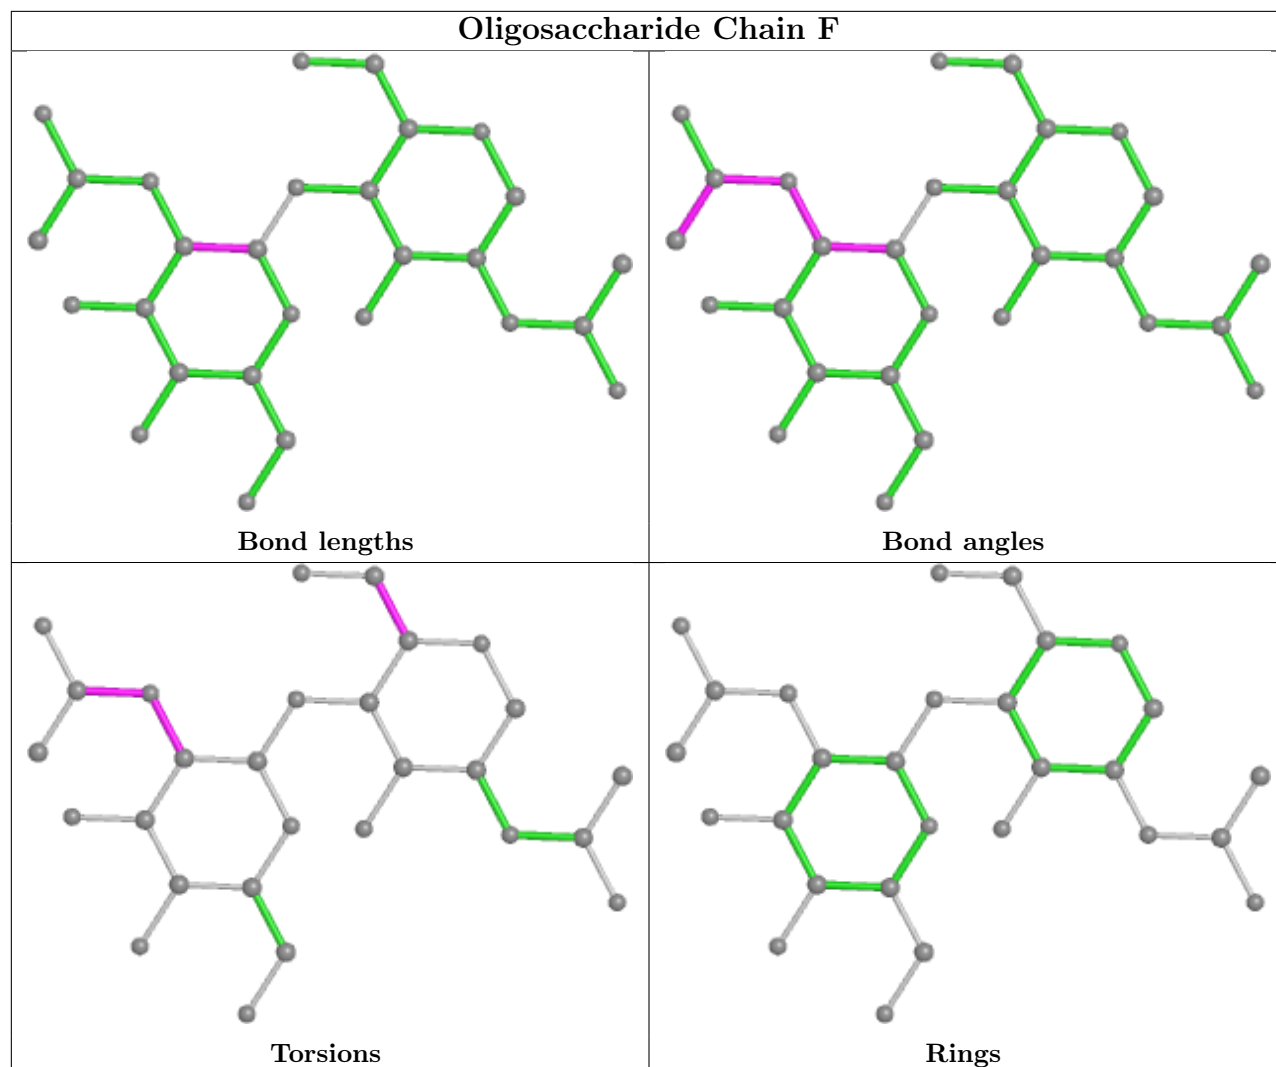 Oligosaccharide Chain F
Bond lengths
Bond angles
Torsions
Rings